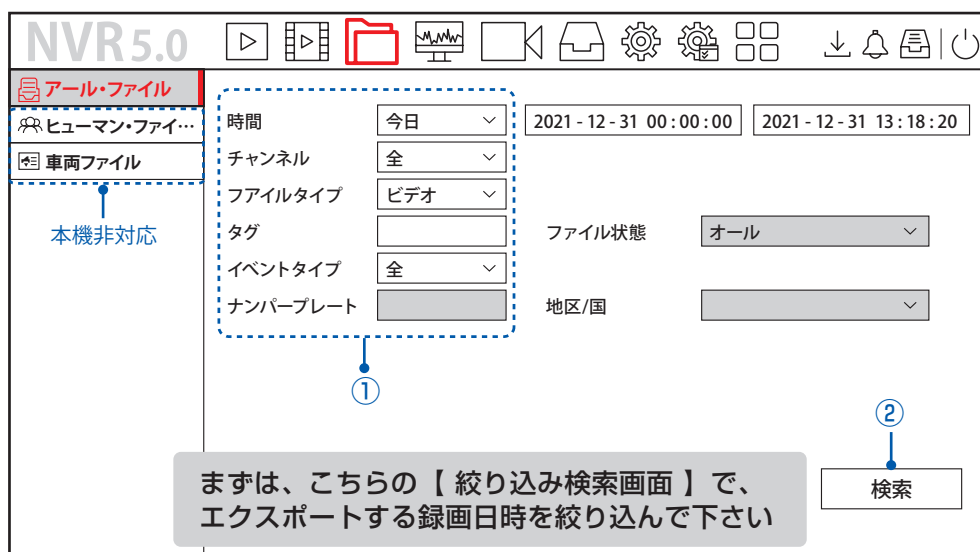 NVR 5.0
アール・ファイル
ヒューマン・ファイ…
車両ファイル
本機非対応
時間 今日 2021-12-31 00:00:00 2021-12-31 13:18:20
チャンネル 全
フアイルタイプ ビデオ
タグ ファイル状態 オール
イベントタイプ 全
ナンパープレート 地区/国
①
②
検索
まずは、こちらの【 絞り込み検索画面 】で、
エクスポートする録画日時を絞り込んで下さい